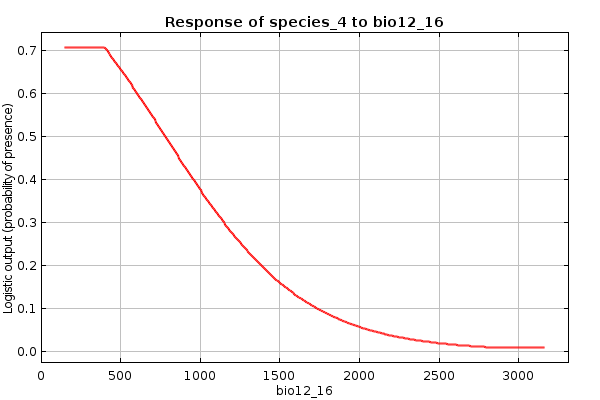 Response of species_4 to bio12_16
Logistic output (probability of presence)
0.7
0.6
0.5
0.4
0.3
0.2
0.1
0.0
0 500 1000 1500 2000 2500 3000
bio12_16